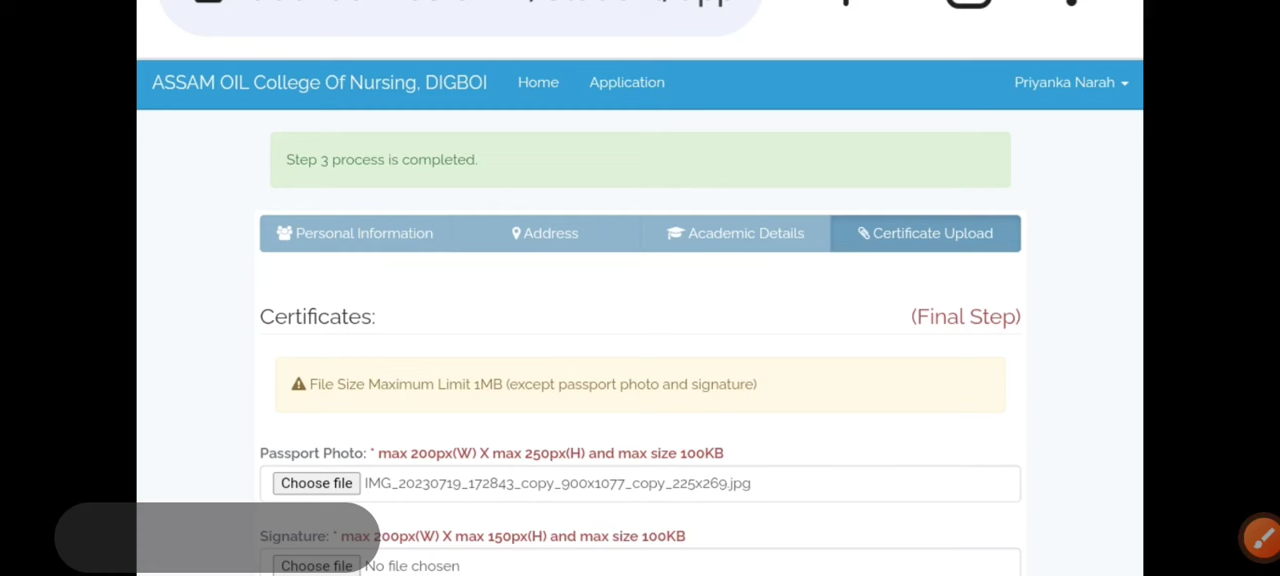 ASSAM OIL College Of Nursing, DIGBOI Home Application Priyanka Narah
Step 3 process is completed.
Personal Information Address Academic Details Certificate Upload
Certificates: (Final Step)
File Size Maximum Limit 1MB (except passport photo and signature)
Passport Photo: * max 200px(W) X max 250px(H) and max size 100KB
Choose file IMG_20230719_172843_copy_900x1077_copy_225x269.jpg
Signature: * max 200px(W) X max 150px(H) and max size 100KB
Choose file No file chosen